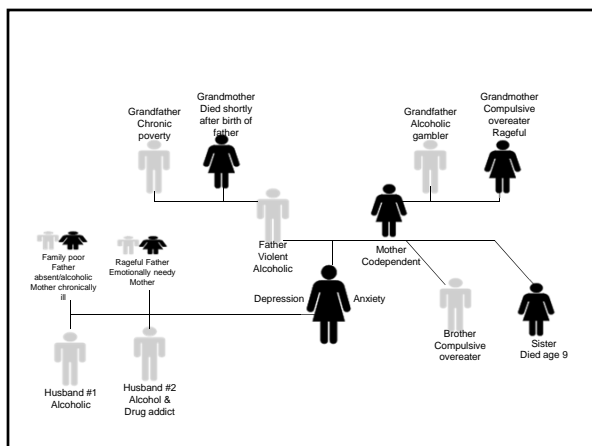 Grandfather
Chronic
poverty
Grandmother
Died shortly
after birth of
father
Grandfather
Alcoholic
gambler
Grandmother
Compulsive
overeater
Rageful
Family poor
Father
absent/alcoholic
Mother chronically
ill
Rageful Father
Emotionally needy
Mother
Father
Violent
Alcoholic
Mother
Codependent
Depression
Anxiety
Brother
Compulsive
overeater
Sister
Died age 9
Husband #1
Alcoholic
Husband #2
Alcohol &
Drug addict